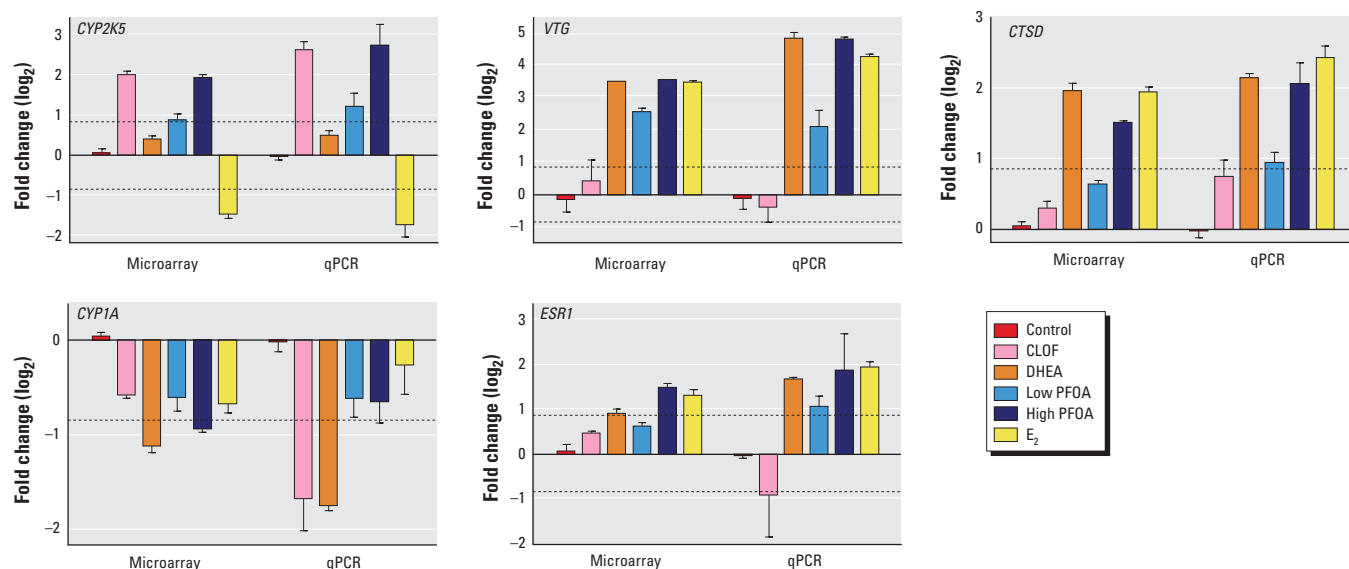 CYP2K5
Fold change (log2)
3
2
1
0
–1
–2
Microarray
qPCR
VTG
Fold change (log2)
5
4
3
2
1
0
–1
Microarray
qPCR
CTSD
Fold change (log2)
3
2
1
0
Microarray
qPCR
CYP1A
Fold change (log2)
0
–1
–2
Microarray
qPCR
ESR1
Fold change (log2)
3
2
1
0
–1
–2
Microarray
qPCR
Control
CLOF
DHEA
Low PFOA
High PFOA
E2